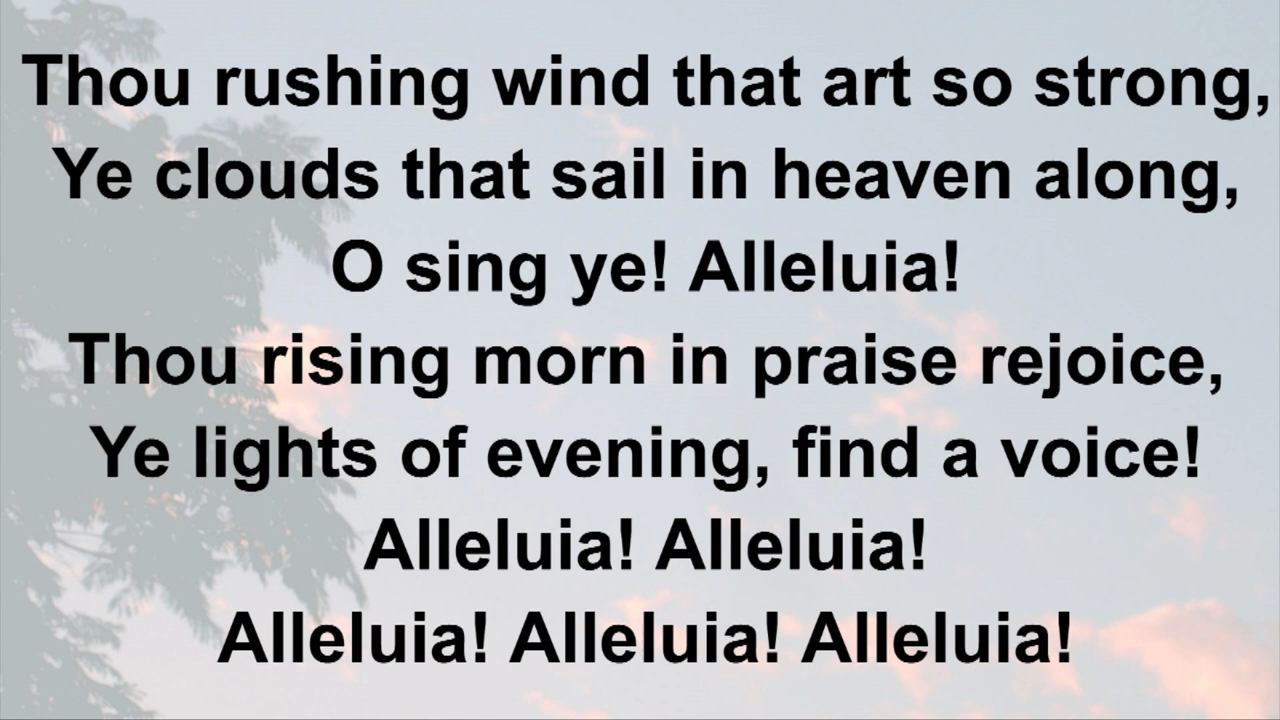 Thou rushing wind that art so strong,
Ye clouds that sail in heaven along,
O sing ye! Alleluia!
Thou rising morn in praise rejoice,
Ye lights of evening, find a voice!
Alleluia! Alleluia!
Alleluia! Alleluia! Alleluia!